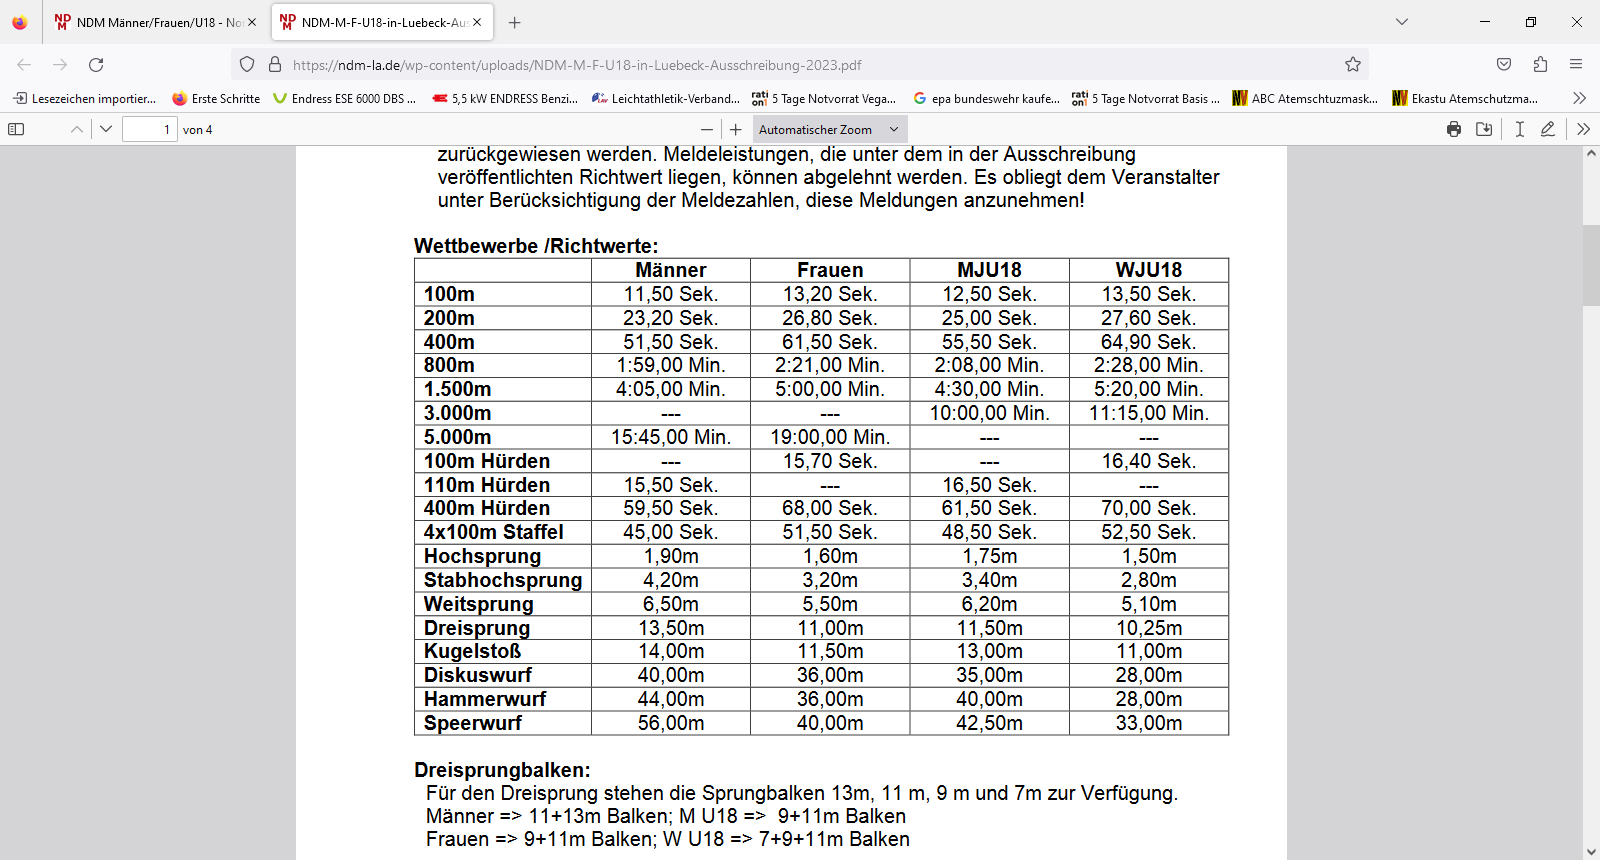 NDM Männer/Frauen/U18 - No
NDM-M-F-U18-in-Luebeck-Aus
https://ndm-la.de/wp-content/uploads/NDM-M-F-U18-in-Luebeck-Ausschreibung-2023.pdf
Lesezeichen importier... Erste Schritte Endress ESE 6000 DBS ... 5,5 kW ENDRESS Benzi... Leichtathletik-Verband... 5 Tage Notvorrat Vega... epa bundeswehr kaufe... 5 Tage Notvorrat Basis ... ABC Atemschtuzmask... Ekastu Atemschutzma...
1 von 4 Automatischer Zoom
zurückgewiesen werden. Meldeleistungen, die unter dem in der Ausschreibung
veröffentlichten Richtwert liegen, können abgelehnt werden. Es obliegt dem Veranstalter
unter Berücksichtigung der Meldezahlen, diese Meldungen anzunehmen!
Wettbewerbe /Richtwerte:
Männer Frauen MJU18 WJU18
100m 11,50 Sek. 13,20 Sek. 12,50 Sek. 13,50 Sek.
200m 23,20 Sek. 26,80 Sek. 25,00 Sek. 27,60 Sek.
400m 51,50 Sek. 61,50 Sek. 55,50 Sek. 64,90 Sek.
800m 1:59,00 Min. 2:21,00 Min. 2:08,00 Min. 2:28,00 Min.
1.500m 4:05,00 Min. 5:00,00 Min. 4:30,00 Min. 5:20,00 Min.
3.000m --- --- 10:00,00 Min. 11:15,00 Min.
5.000m 15:45,00 Min. 19:00,00 Min. --- ---
100m Hürden --- 15,70 Sek. --- 16,40 Sek.
110m Hürden 15,50 Sek. --- 16,50 Sek. ---
400m Hürden 59,50 Sek. 68,00 Sek. 61,50 Sek. 70,00 Sek.
4x100m Staffel 45,00 Sek. 51,50 Sek. 48,50 Sek. 52,50 Sek.
Hochsprung 1,90m 1,60m 1,75m 1,50m
Stabhochsprung 4,20m 3,20m 3,40m 2,80m
Weitsprung 6,50m 5,50m 6,20m 5,10m
Dreisprung 13,50m 11,00m 11,50m 10,25m
Kugelstoß 14,00m 11,50m 13,00m 11,00m
Diskuswurf 40,00m 36,00m 35,00m 28,00m
Hammerwurf 44,00m 36,00m 40,00m 28,00m
Speerwurf 56,00m 40,00m 42,50m 33,00m
Dreisprungbalken:
Für den Dreisprung stehen die Sprungbalken 13m, 11 m, 9 m und 7m zur Verfügung.
Männer => 11+13m Balken; M U18 => 9+11m Balken
Frauen => 9+11m Balken; W U18 => 7+9+11m Balken